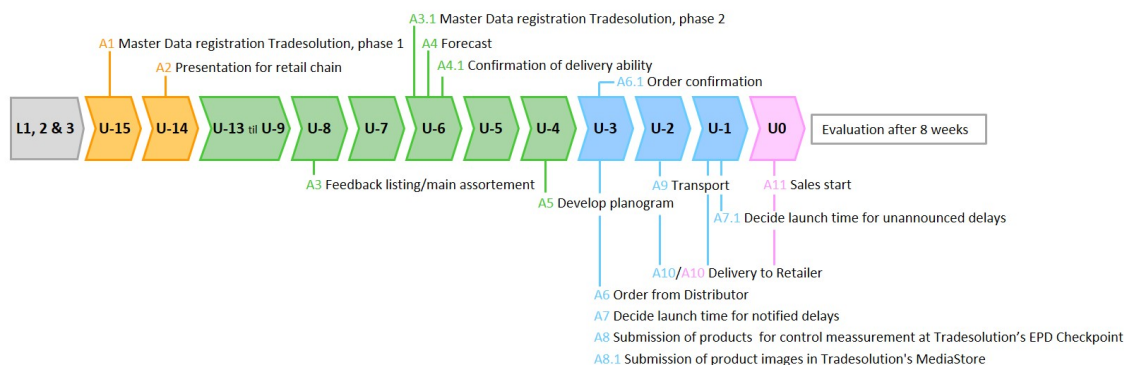 A3.1 Master Data registration Tradesolution, phase 2
A1 Master Data registration Tradesolution, phase 1
A4 Forecast
A2 Presentation for retail chain
A4.1 Confirmation of delivery ability
A6.1 Order confirmation
L1, 2 & 3
U-15
U-14
U-13 til U-9
U-8
U-7
U-6
U-5
U-4
U-3
U-2
U-1
U0
Evaluation after 8 weeks
A3 Feedback listing/main assortement
A9 Transport
A11 Sales start
A5 Develop planogram
A7.1 Decide launch time for unannounced delays
A10/A10 Delivery to Retailer
A6 Order from Distributor
A7 Decide launch time for notified delays
A8 Submission of products for control meassurement at Tradesolution’s EPD Checkpoint
A8.1 Submission of product images in Tradesolution's MediaStore